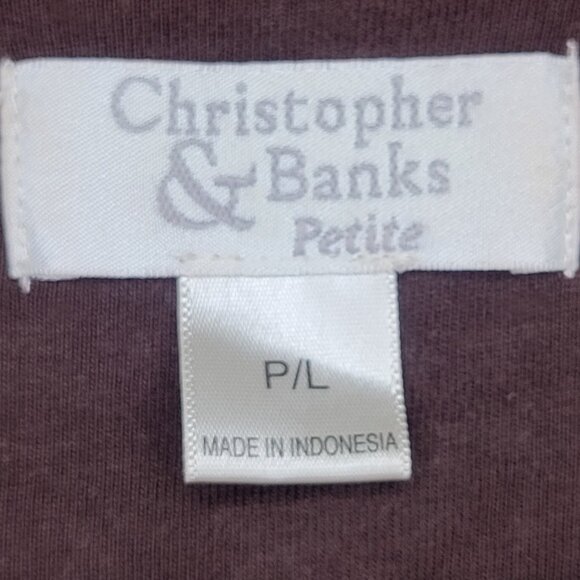 Christopher
& Banks
Petite
P/L
MADE IN INDONESIA